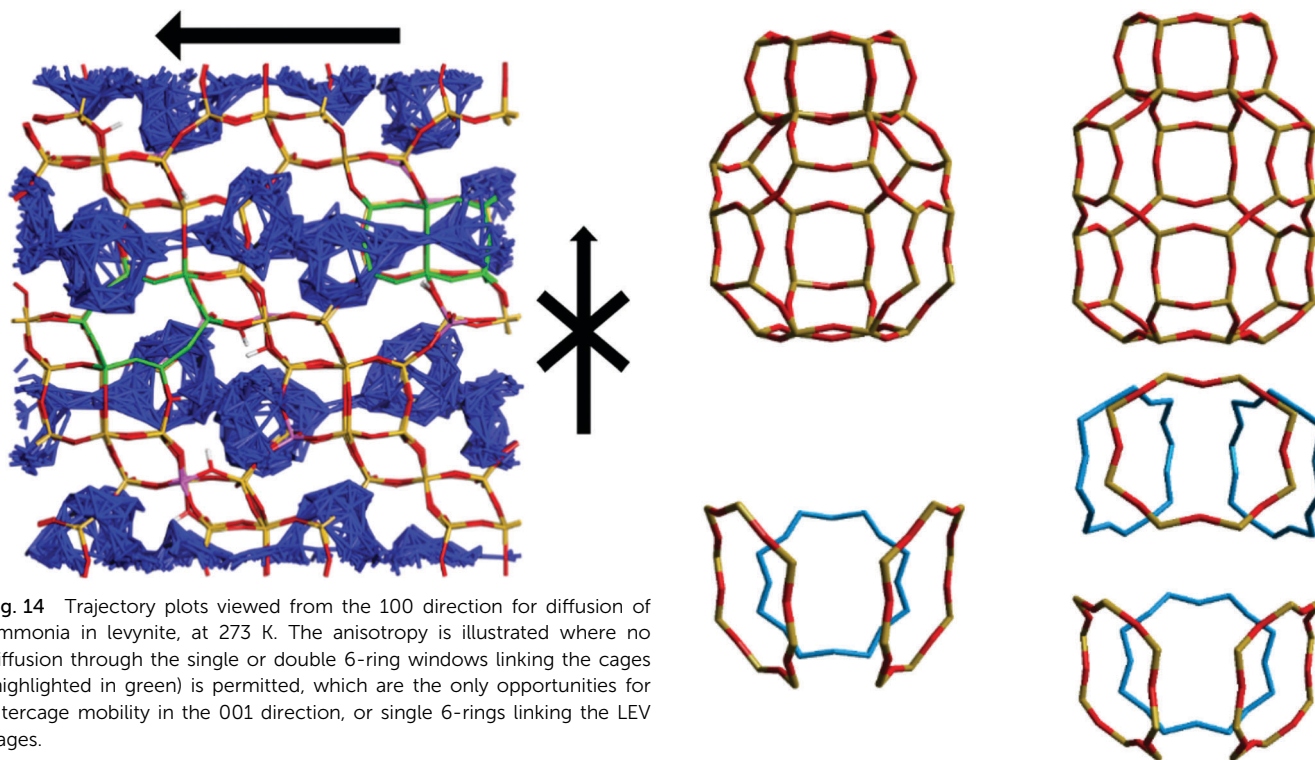 g. 14 Trajectory plots viewed from the 100 direction for diffusion of
mmonia in levynite, at 273 K. The anisotropy is illustrated where no
iffusion through the single or double 6-ring windows linking the cages
highlighted in green) is permitted, which are the only opportunities for
tercage mobility in the 001 direction, or single 6-rings linking the LEV
ages.